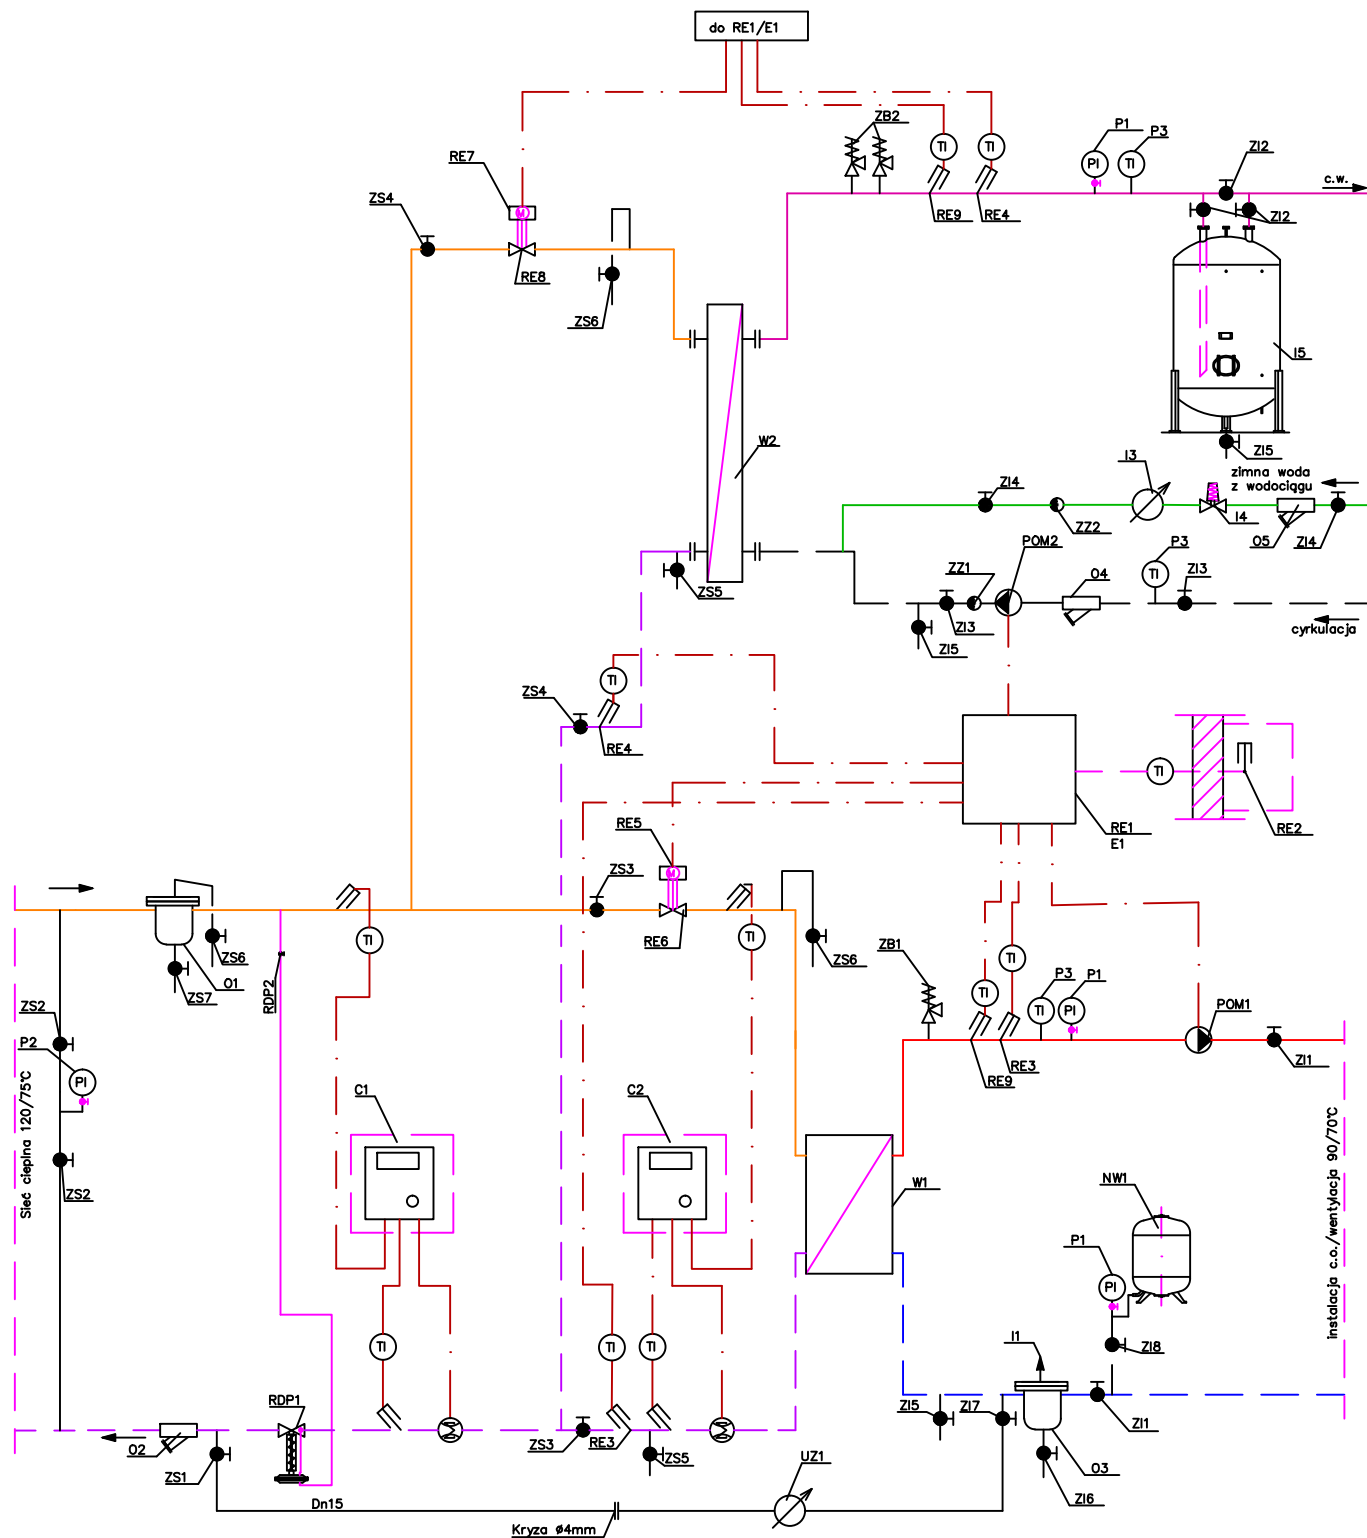 do RE1/E1
ZB2
P1
P3
ZI2
TI
TI
PI
TI
c.w.
RE7
M
ZS4
RE9
RE4
ZI2
RE8
ZS6
I5
W2
I3
ZI5
zimna woda
z wodociągu
ZI4
ZZ2
I4
O5
ZI4
POM2
P3
ZS5
ZZ1
O4
TI
ZI3
ZI3
cyrkulacja
ZI5
TI
ZS4
RE4
TI
RE5
RE1
E1
RE2
ZS3
M
RE6
TI
TI
ZS6
ZS6
ZB1
TI
O1
ZS7
RDP2
TI
P3
P1
TI
PI
POM1
ZS2
P2
PI
RE3
RE9
ZI1
Sieć cieplna 120/75°C
C1
C2
ZS2
W1
NW1
instalacja c.o./wentylacja 90/70°C
P1
PI
TI
TI
TI
I1
ZI8
RDP1
ZI5
ZI7
ZI1
O2
ZS1
ZS3
RE3
ZS5
UZ1
O3
ZI6
Dn15
Kryza Ø4mm